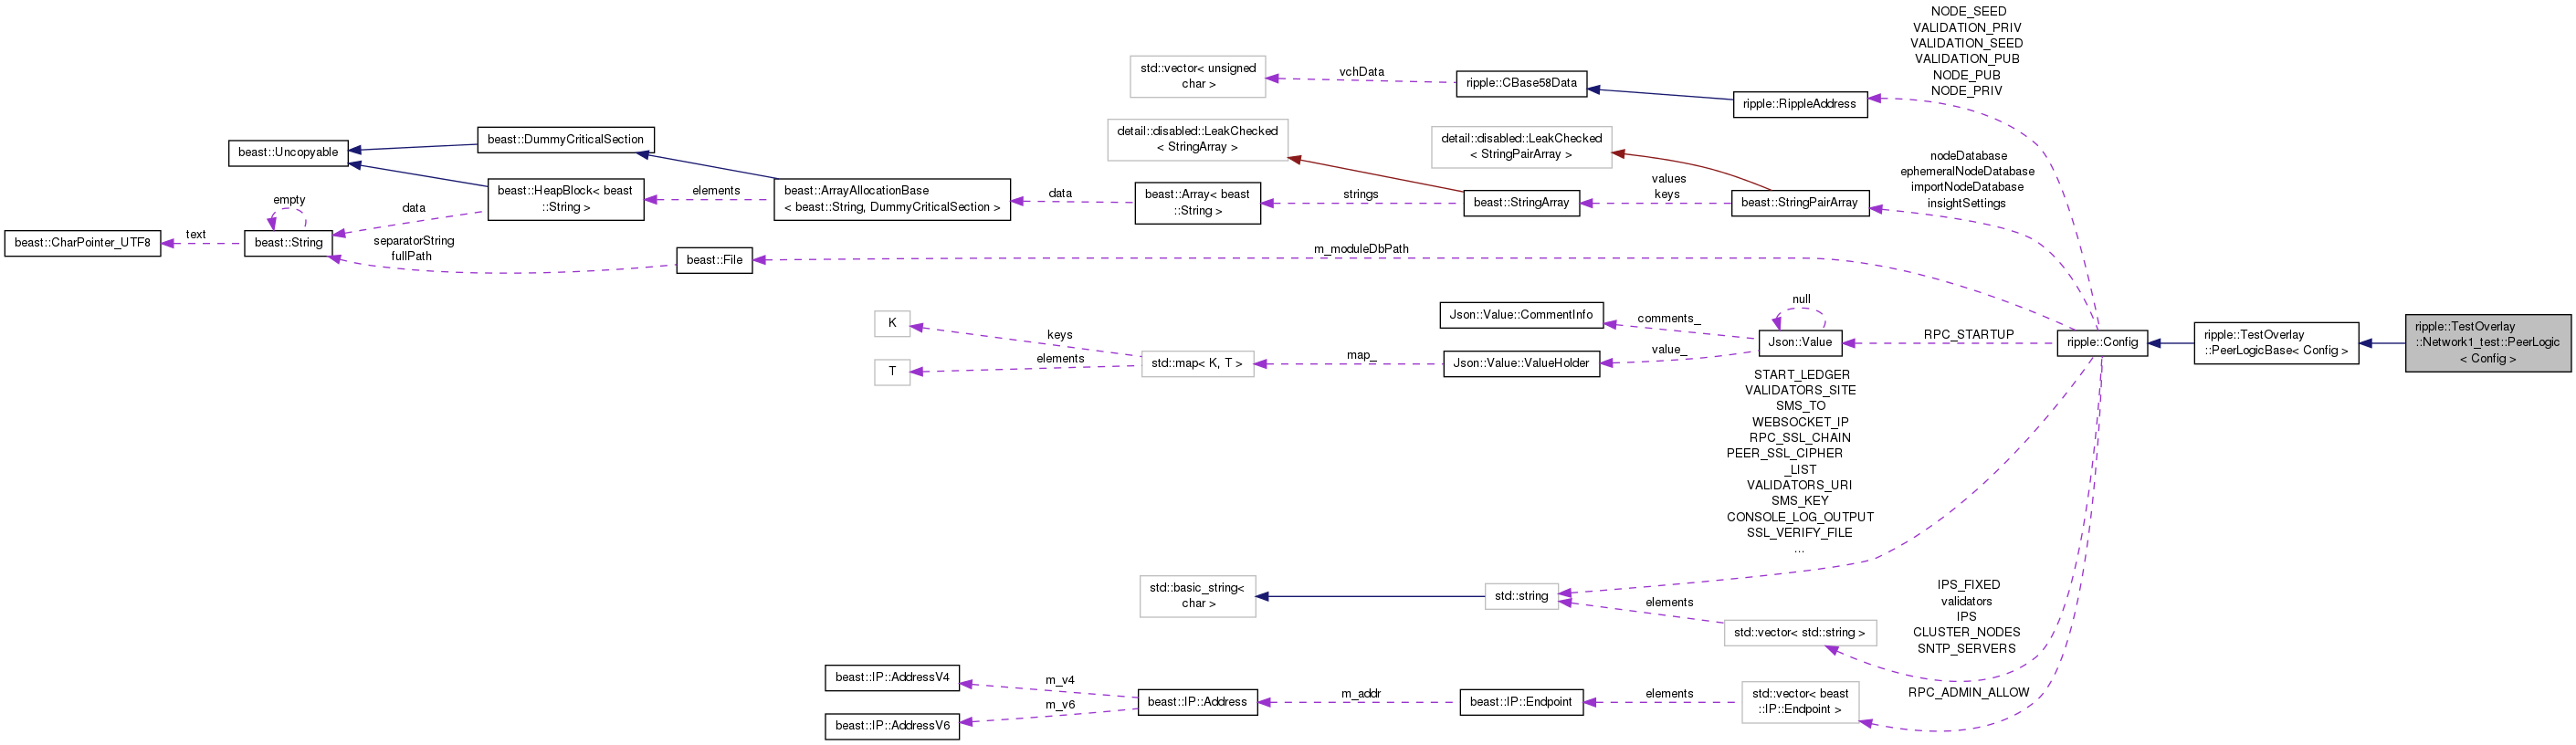 NODE_SEED
VALIDATION_PRIV
VALIDATION_SEED
VALIDATION_PUB
NODE_PUB
NODE_PRIV
std::vector< unsigned
char >
vchData
ripple::CBase58Data
ripple::RippleAddress
detail::disabled::LeakChecked
< StringArray >
detail::disabled::LeakChecked
< StringPairArray >
beast::DummyCriticalSection
beast::Uncopyable
nodeDatabase
ephemeralNodeDatabase
importNodeDatabase
insightSettings
beast::HeapBlock< beast
::String >
elements
beast::ArrayAllocationBase
< beast::String, DummyCriticalSection >
data
beast::Array< beast
::String >
strings
beast::StringArray
values
keys
beast::StringPairArray
empty
data
beast::CharPointer_UTF8
text
beast::String
separatorString
fullPath
beast::File
m_moduleDbPath
K
T
keys
elements
std::map< K, T >
map_
Json::Value::CommentInfo
Json::Value::ValueHolder
comments_
value_
null
Json::Value
RPC_STARTUP
ripple::Config
ripple::TestOverlay
::PeerLogicBase< Config >
ripple::TestOverlay
::Network1_test::PeerLogic
< Config >
START_LEDGER
VALIDATORS_SITE
SMS_TO
WEBSOCKET_IP
RPC_SSL_CHAIN
PEER_SSL_CIPHER
_LIST
VALIDATORS_URI
SMS_KEY
CONSOLE_LOG_OUTPUT
SSL_VERIFY_FILE
...
std::basic_string<
char >
std::string
elements
std::vector< std::string >
IPS_FIXED
validators
IPS
CLUSTER_NODES
SNTP_SERVERS
beast::IP::AddressV4
beast::IP::AddressV6
m_v4
m_v6
beast::IP::Address
m_addr
beast::IP::Endpoint
elements
std::vector< beast
::IP::Endpoint >
RPC_ADMIN_ALLOW